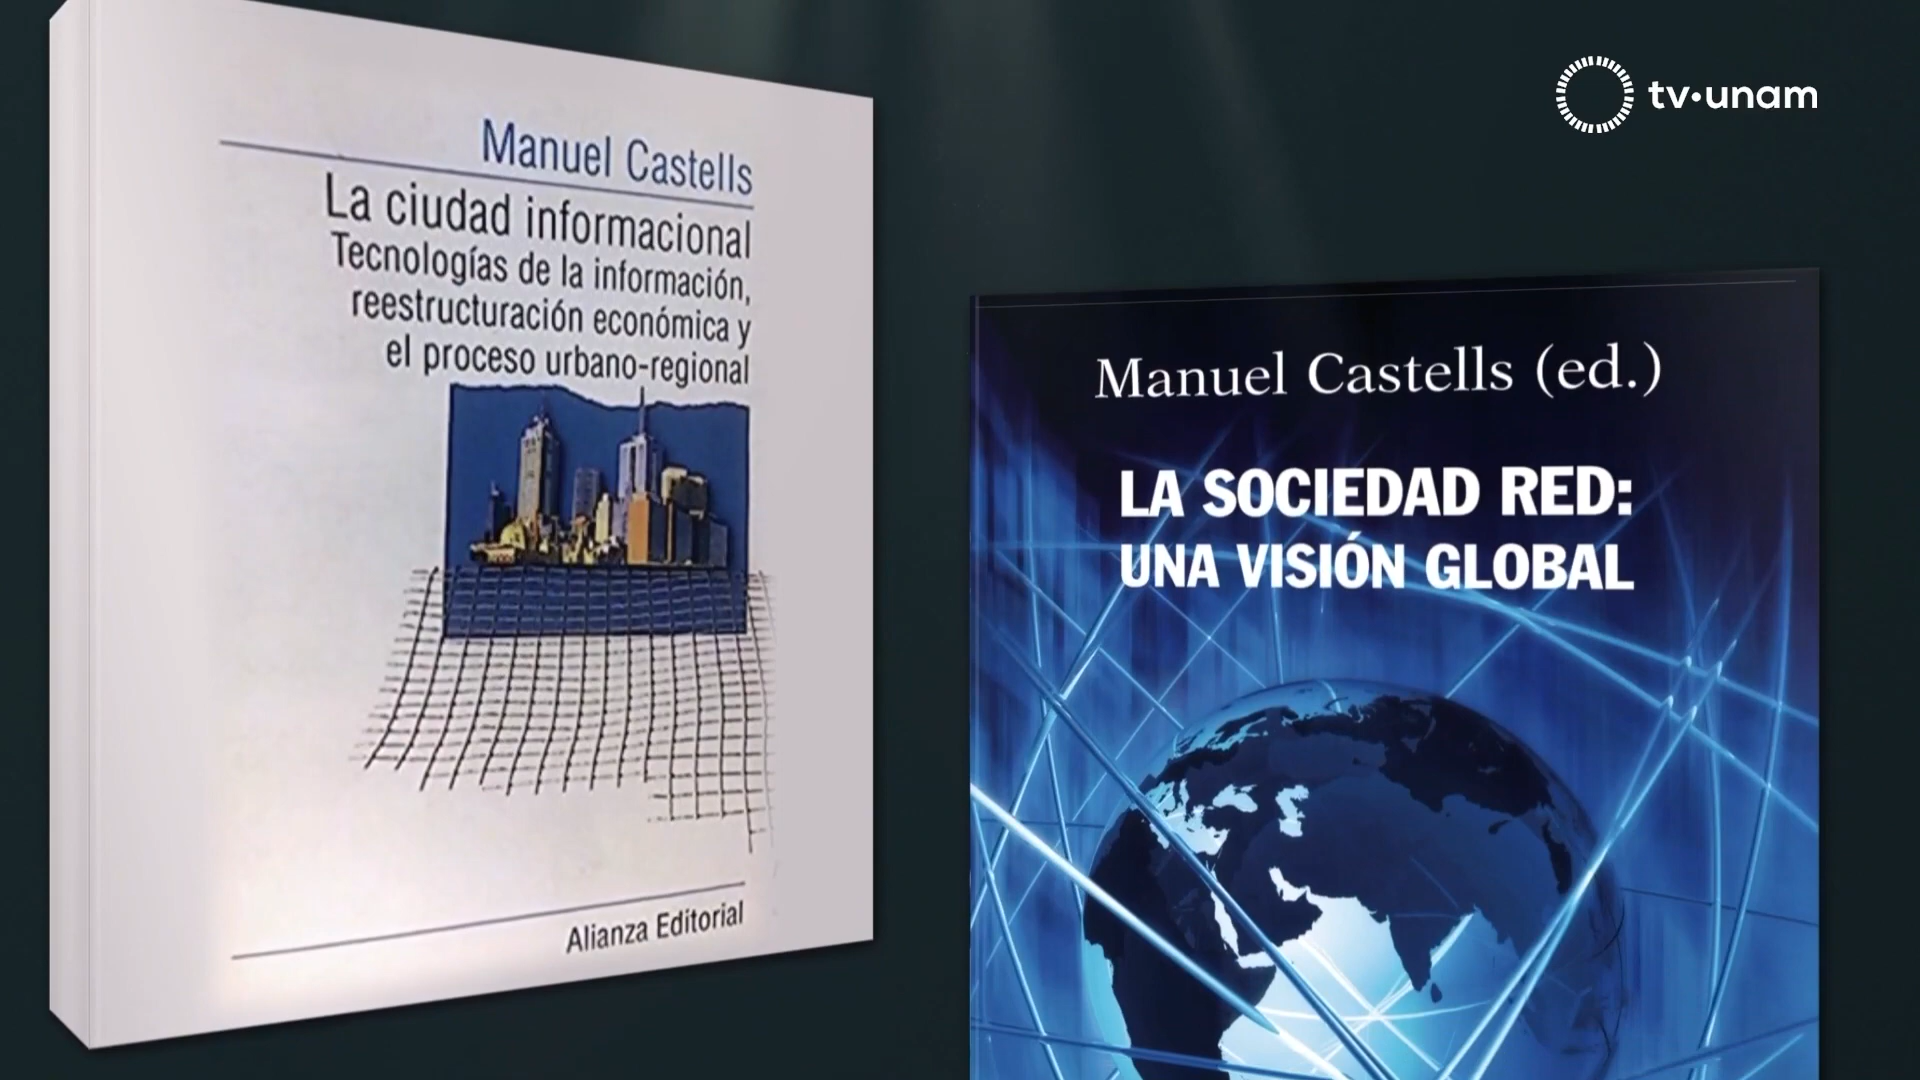 Manuel Castells
La ciudad informacional
Tecnologías de la información,
reestructuración económica y
el proceso urbano-regional
Alianza Editorial
tv·unam
Manuel Castells (ed.)
LA SOCIEDAD RED:
UNA VISIÓN GLOBAL